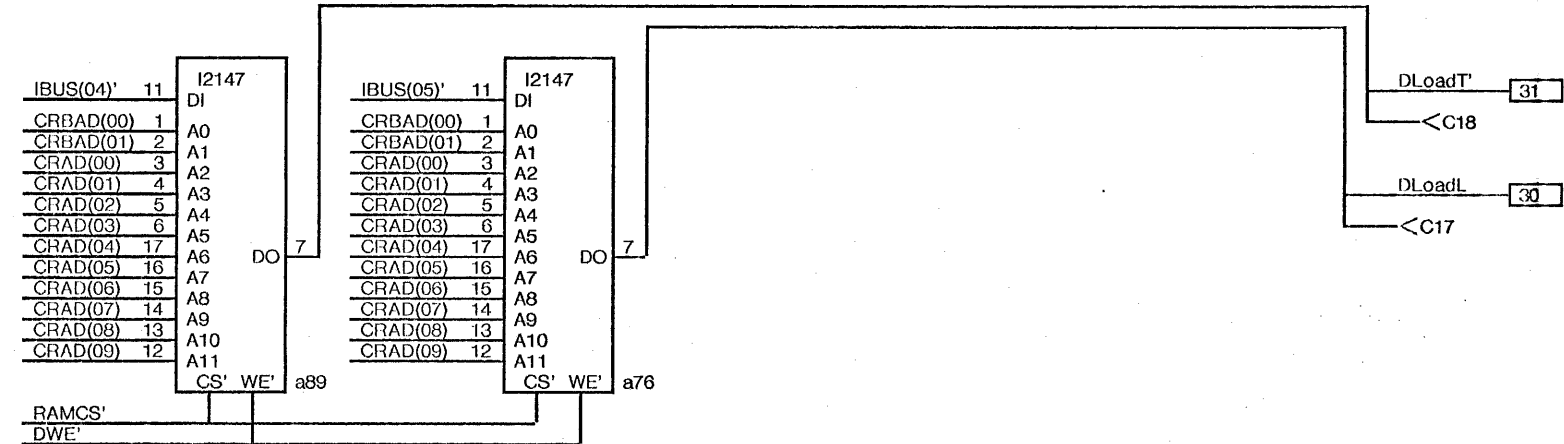 I2147
IBUS(04)' 11 DI
CRBAD(00) 1 A0
CRBAD(01) 2 A1
CRAD(00) 3 A2
CRAD(01) 4 A3
CRAD(02) 5 A4
CRAD(03) 6 A5
CRAD(04) 17 A6 DO 7
CRAD(05) 16 A7
CRAD(06) 15 A8
CRAD(07) 14 A9
CRAD(08) 13 A10
CRAD(09) 12 A11
CS' WE' a89
I2147
IBUS(05)' 11 DI
CRBAD(00) 1 A0
CRBAD(01) 2 A1
CRAD(00) 3 A2
CRAD(01) 4 A3
CRAD(02) 5 A4
CRAD(03) 6 A5
CRAD(04) 17 A6 DO 7
CRAD(05) 16 A7
CRAD(06) 15 A8
CRAD(07) 14 A9
CRAD(08) 13 A10
CRAD(09) 12 A11
CS' WE' a76
RAMCS'
DWE'
DLoadT' 31
<C18
DLoadL 30
<C17